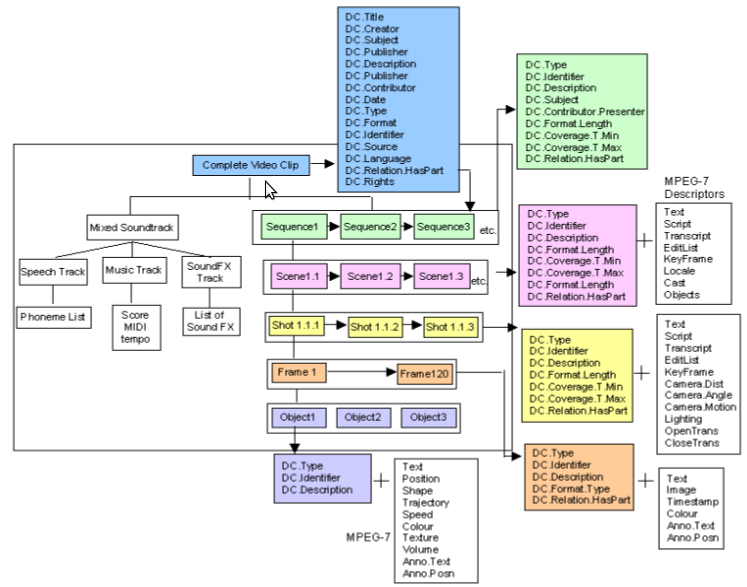 DC.Title
DC.Creator
DC.Subject
DC.Publisher
DC.Description
DC.Publisher
DC.Contributor
DC.Date
DC.Type
DC.Format
DC.Identifier
DC.Source
DC.Language
DC.Relation.HasPart
DC.Rights
DC.Type
DC.Identifier
DC.Description
DC.Subject
DC.Contributor.Presenter
DC.Format.Length
DC.Coverage.T.Min
DC.Coverage.T.Max
DC.Relation.HasPart
Complete Video Clip
Mixed Soundtrack
Speech Track
Music Track
SoundFX
Track
Phoneme List
Score
MIDI
tempo
List of
Sound FX
Sequence1
Sequence2
Sequence3
etc.
Scene1.1
Scene1.2
Scene1.3
etc.
Shot 1.1.1
Shot 1.1.2
Shot 1.1.3
Frame 1
Frame120
Object1
Object2
Object3
DC.Type
DC.Identifier
DC.Description
DC.Format.Length
DC.Coverage.T.Min
DC.Coverage.T.Max
DC.Format.Length
DC.Relation.HasPart
MPEG-7
Descriptors
Text
Script
Transcript
EditList
KeyFrame
Locale
Cast
Objects
DC.Type
DC.Identifier
DC.Description
DC.Format.Length
DC.Coverage.T.Min
DC.Coverage.T.Max
DC.Relation.HasPart
Text
Script
Transcript
EditList
KeyFrame
Camera.Dist
Camera.Angle
Camera.Motion
Lighting
OpenTrans
CloseTrans
DC.Type
DC.Identifier
DC.Description
DC.Format.Type
DC.Relation.HasPart
Text
Image
Timestamp
Colour
Anno.Text
Anno.Posn
DC.Type
DC.Identifier
DC.Description
MPEG-7
Text
Position
Shape
Trajectory
Speed
Colour
Texture
Volume
Anno.Text
Anno.Posn